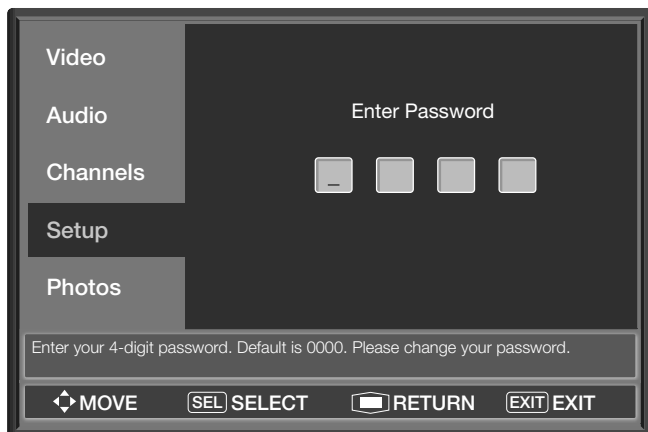 Video
Audio
Channels
Setup
Photos
Enter Password
_
Enter your 4-digit password. Default is 0000. Please change your password.
MOVE SEL SELECT RETURN EXIT EXIT